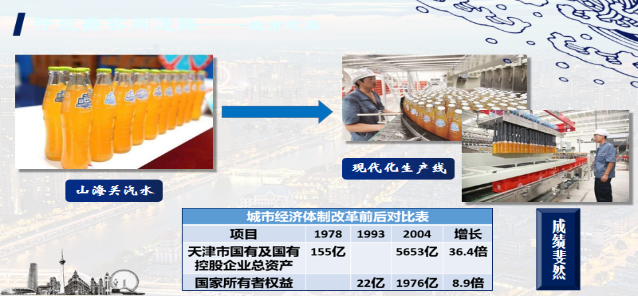 山海关汽水
现代化生产线
城市经济体制改革前后对比表
项目 1978 1993 2004 增长
天津市国有及国有控股企业总资产 155亿 5653亿 36.4倍
国家所有者权益 22亿 1976亿 8.9倍
成绩斐然